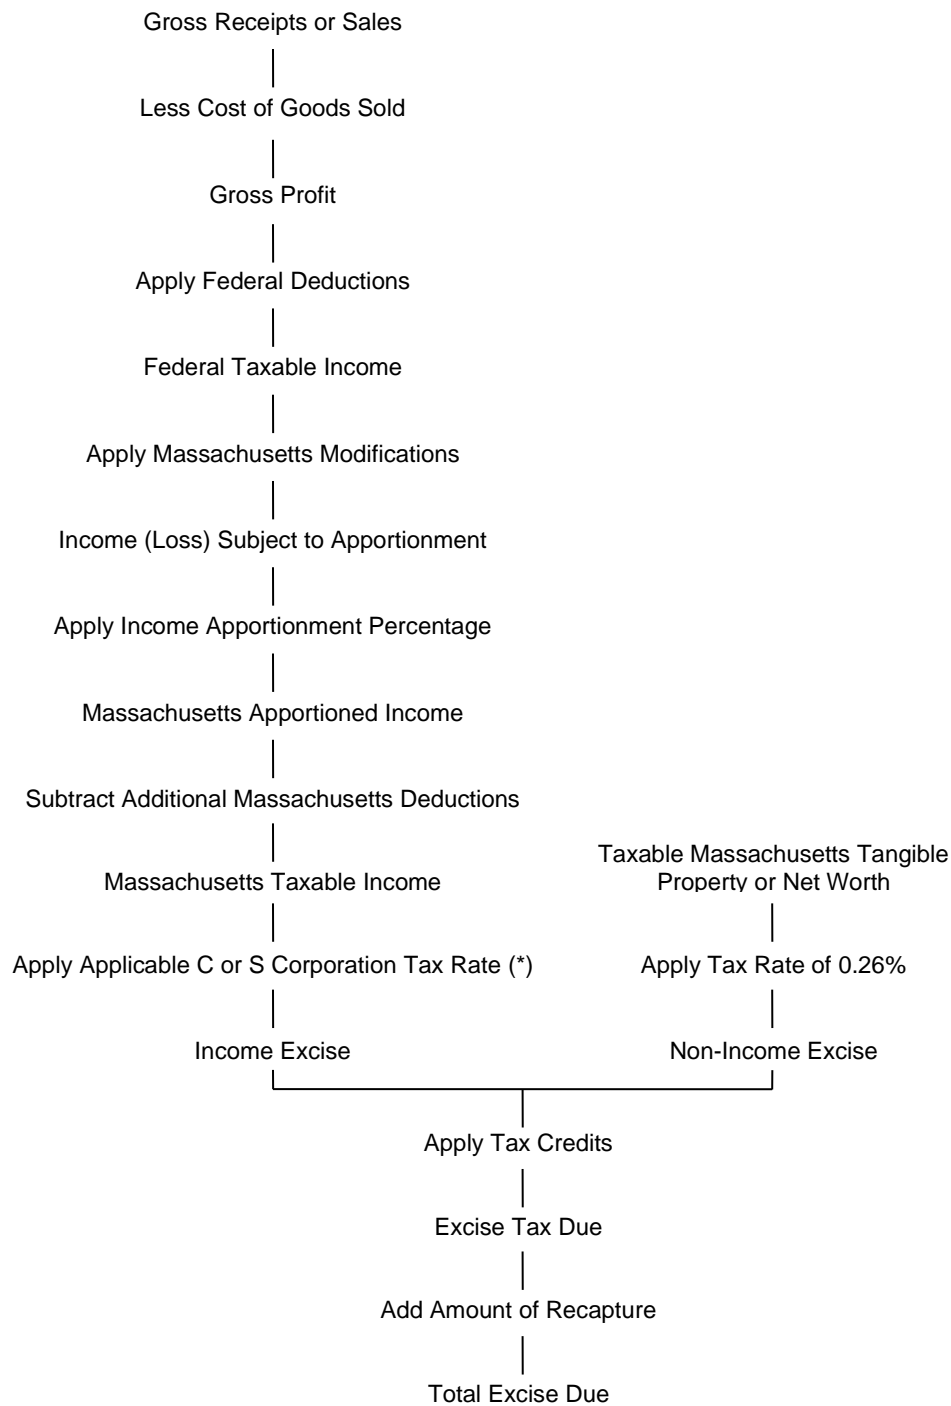 Gross Receipts or Sales
Less Cost of Goods Sold
Gross Profit
Apply Federal Deductions
Federal Taxable Income
Apply Massachusetts Modifications
Income (Loss) Subject to Apportionment
Apply Income Apportionment Percentage
Massachusetts Apportioned Income
Subtract Additional Massachusetts Deductions
Massachusetts Taxable Income
Apply Applicable C or S Corporation Tax Rate (*)
Income Excise
Taxable Massachusetts Tangible
Property or Net Worth
Apply Tax Rate of 0.26%
Non-Income Excise
Apply Tax Credits
Excise Tax Due
Add Amount of Recapture
Total Excise Due